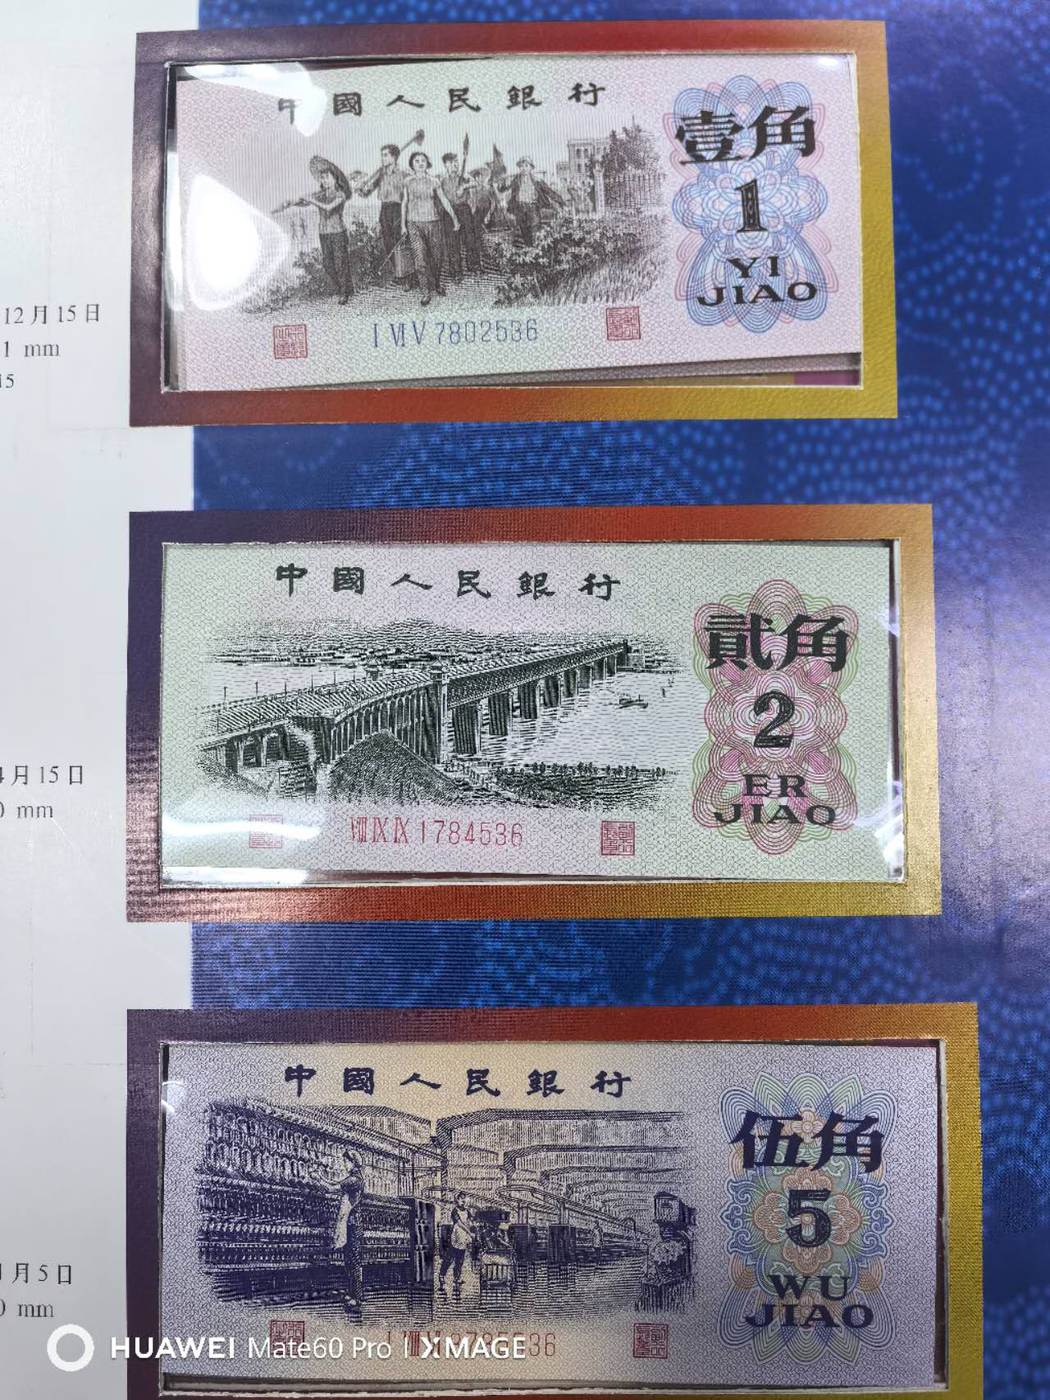 中國人民銀行
壹角
1
YI
JIAO
12月15日
1 mm
15
I VI V 7802536
中國人民銀行
貳角
2
ER
JIAO
月15日
0 mm
VIII IX IX 1784536
中國人民銀行
伍角
5
WU
JIAO
月5日
0 mm
36
HUAWEI Mate60 Pro | XMAGE